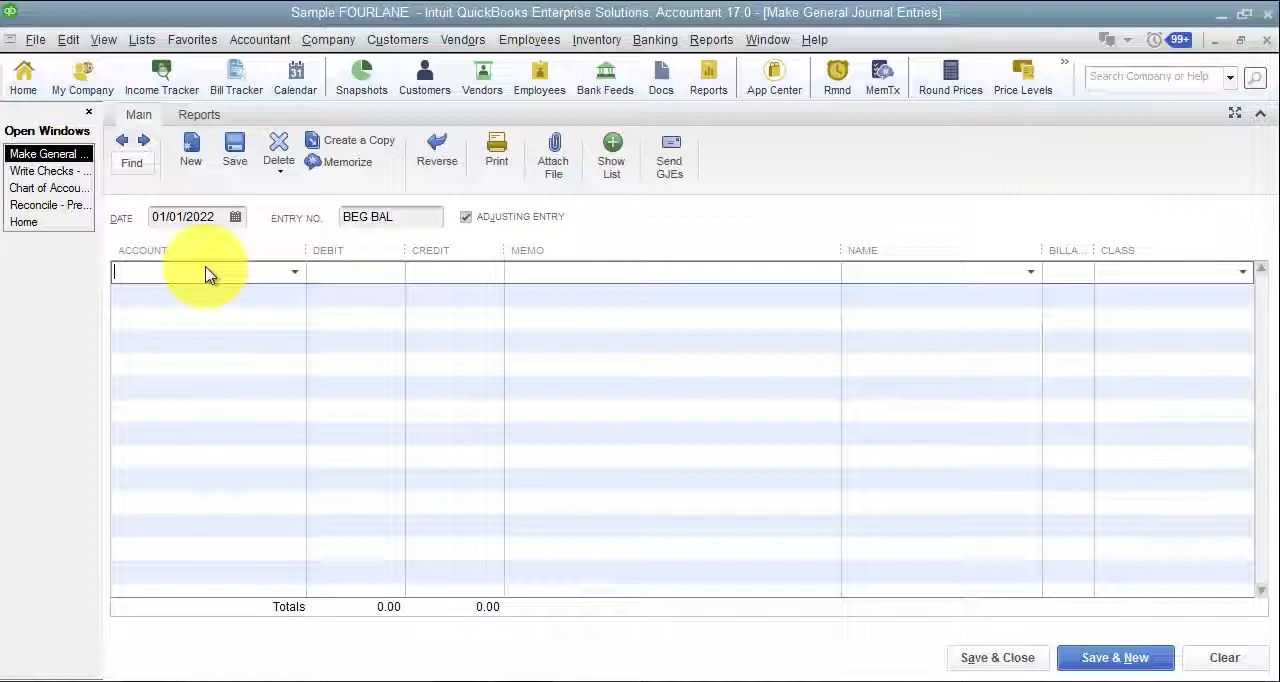 Sample FOURLANE - Intuit QuickBooks Enterprise Solutions: Accountant 17.0 - [Make General Journal Entries]
File Edit View Lists Favorites Accountant Company Customers Vendors Employees Inventory Banking Reports Window Help 99+
Home My Company Income Tracker Bill Tracker Calendar Snapshots Customers Vendors Employees Bank Feeds Docs Reports App Center Rmnd MemTx Round Prices Price Levels Search Company or Help
Open Windows
Make General ...
Write Checks - ...
Chart of Accou...
Reconcile - Pre...
Home
Main Reports
Find New Save Delete Create a Copy
Memorize
Reverse Print Attach File Show List Send GJEs
DATE 01/01/2022 ENTRY NO. BEG BAL ADJUSTING ENTRY
ACCOUNT DEBIT CREDIT MEMO NAME BILLA... CLASS
Totals 0.00 0.00
Save & Close Save & New Clear